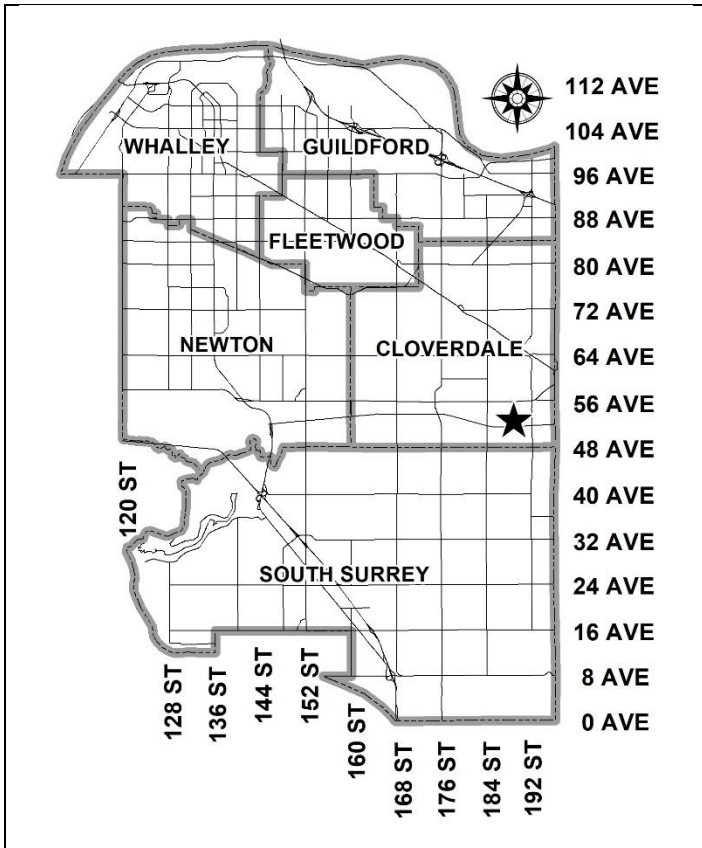 112 AVE
104 AVE
WHALLEY
GUILDFORD
96 AVE
88 AVE
FLEETWOOD
80 AVE
72 AVE
NEWTON
CLOVERDALE
64 AVE
56 AVE
48 AVE
120 ST
40 AVE
32 AVE
SOUTH SURREY
24 AVE
16 AVE
8 AVE
0 AVE
128 ST
136 ST
144 ST
152 ST
160 ST
168 ST
176 ST
184 ST
192 ST